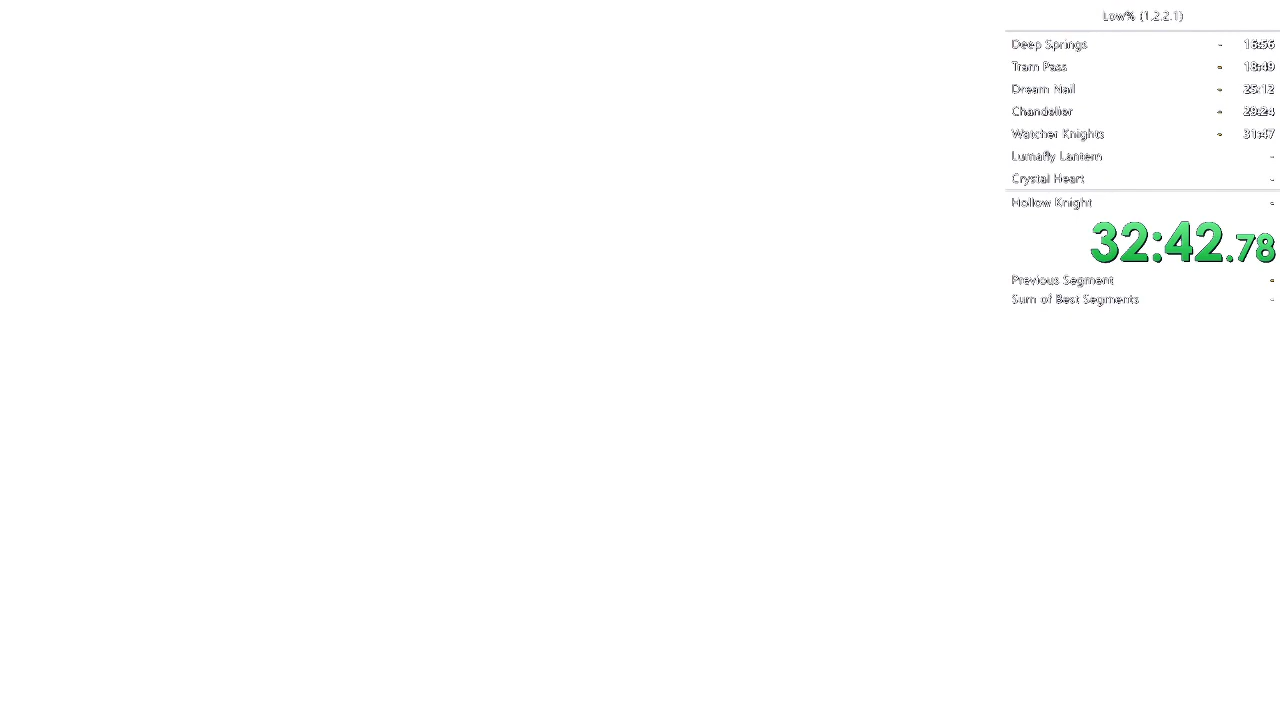 Low% (1.2.2.1)
Deep Springs - 16:56
Tram Pass - 18:49
Dream Nail - 25:12
Chandelier - 29:24
Watcher Knights - 31:47
Lumafly Lantern -
Crystal Heart -
Hollow Knight -
32:42.78
Previous Segment -
Sum of Best Segments -